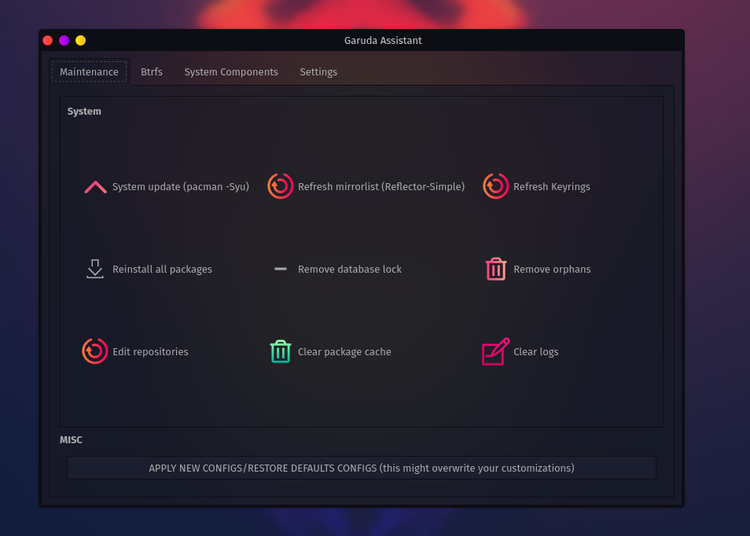 Garuda Assistant
Maintenance Btrfs System Components Settings
System
System update (pacman -Syu) Refresh mirrorlist (Reflector-Simple) Refresh Keyrings
Reinstall all packages Remove database lock Remove orphans
Edit repositories Clear package cache Clear logs
MISC
APPLY NEW CONFIGS/RESTORE DEFAULTS CONFIGS (this might overwrite your customizations)